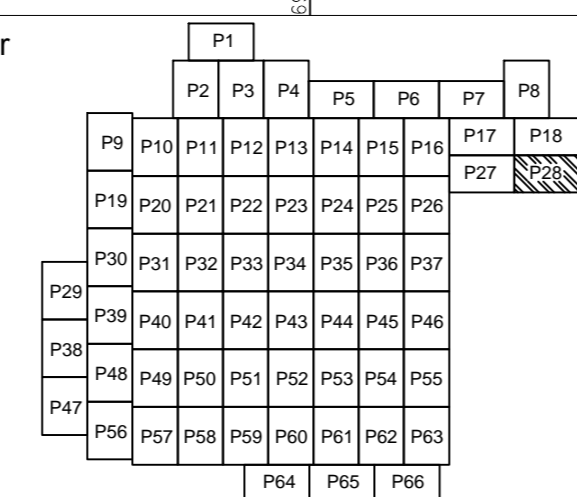 69
r
P1
P2 P3 P4 P5 P6 P7 P8
P9 P10 P11 P12 P13 P14 P15 P16 P17 P18
P27 P28
P19 P20 P21 P22 P23 P24 P25 P26
P29 P30 P31 P32 P33 P34 P35 P36 P37
P38 P39 P40 P41 P42 P43 P44 P45 P46
P47 P48 P49 P50 P51 P52 P53 P54 P55
P56 P57 P58 P59 P60 P61 P62 P63
P64 P65 P66